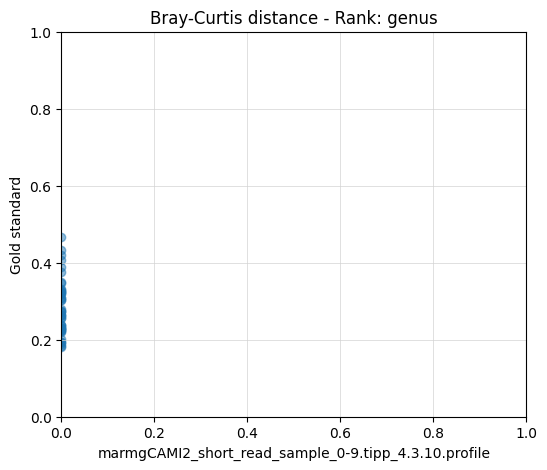 Bray-Curtis distance - Rank: genus
1.0
0.8
0.6
0.4
0.2
0.0
Gold standard
0.0 0.2 0.4 0.6 0.8 1.0
marmgCAMI2_short_read_sample_0-9.tipp_4.3.10.profile